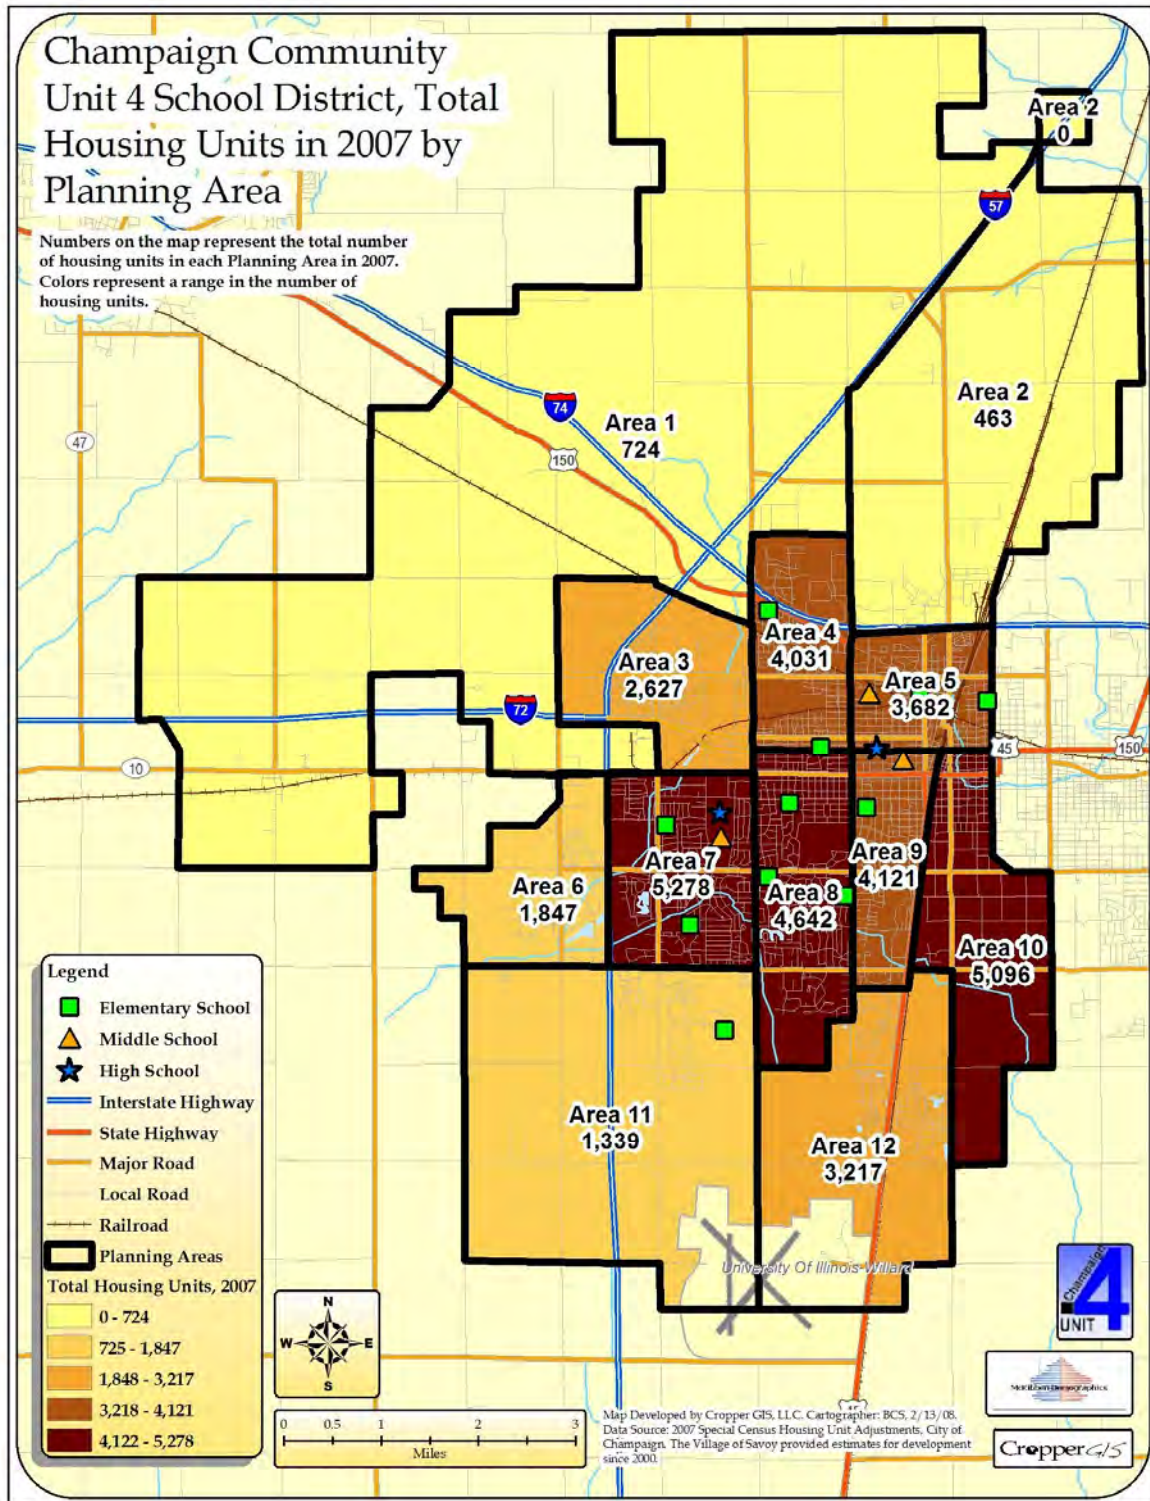 Champaign Community
Unit 4 School District, Total
Housing Units in 2007 by
Planning Area
Numbers on the map represent the total number
of housing units in each Planning Area in 2007.
Colors represent a range in the number of
housing units.
Area 2
0
57
Area 2
463
74
Area 1
724
150
47
Area 4
4,031
Area 3
2,627
Area 5
3,682
72
45
150
10
Area 7
5,278
Area 9
4,121
Area 6
1,847
Area 8
4,642
Area 10
5,096
Area 11
1,339
Area 12
3,217
University Of Illinois-Willard
Legend
Elementary School
Middle School
High School
Interstate Highway
State Highway
Major Road
Local Road
Railroad
Planning Areas
Total Housing Units, 2007
0 - 724
725 - 1,847
1,848 - 3,217
3,218 - 4,121
4,122 - 5,278
N
W E
S
0 0.5 1 2 3
Miles
45
Map Developed by Cropper GIS, LLC. Cartographer: BCS, 2/13/08.
Data Source: 2007 Special Census Housing Unit Adjustments, City of
Champaign. The Village of Savoy provided estimates for development
since 2000.
Champaign
4
UNIT
McKibben Demographics
Cropper GIS